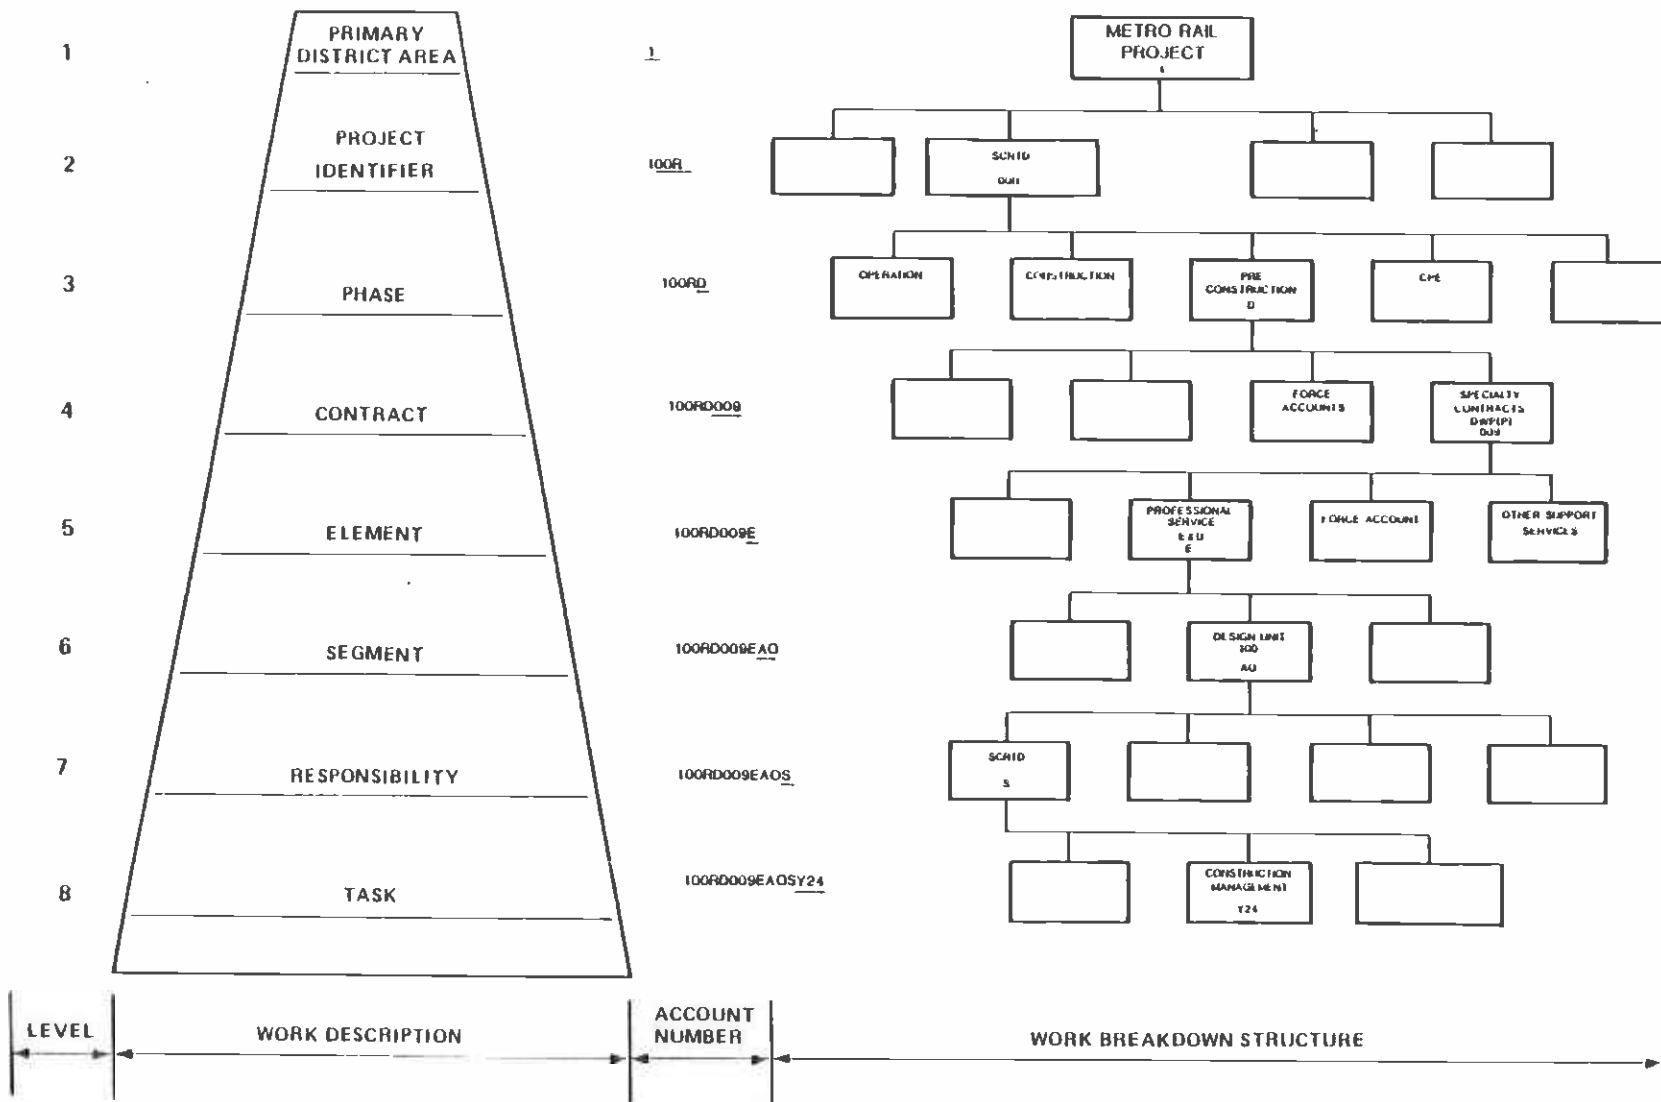 1
PRIMARY
DISTRICT AREA
1
METRO RAIL
PROJECT
2
PROJECT
IDENTIFIER
100R
SCRTD
00R
3
PHASE
100RD
OPERATION
CONSTRUCTION
PRE
CONSTRUCTION
D
CPE
4
CONTRACT
100RD009
FORCE
ACCOUNTS
SPECIALTY
CONTRACTS
009
5
ELEMENT
100RD009E
PROFESSIONAL
SERVICE
E & D
E
FORCE ACCOUNT
OTHER SUPPORT
SERVICES
6
SEGMENT
100RD009EAO
DESIGN UNIT
100
AO
7
RESPONSIBILITY
100RD009EAOS
SCRTD
S
8
TASK
100RD009EAOSY24
CONSTRUCTION
MANAGEMENT
Y24
LEVEL
WORK DESCRIPTION
ACCOUNT
NUMBER
WORK BREAKDOWN STRUCTURE